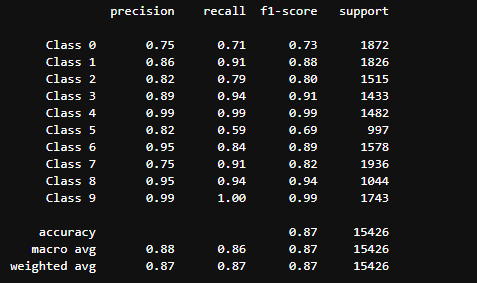 precision recall f1-score support
Class 0 0.75 0.71 0.73 1872
Class 1 0.86 0.91 0.88 1826
Class 2 0.82 0.79 0.80 1515
Class 3 0.89 0.94 0.91 1433
Class 4 0.99 0.99 0.99 1482
Class 5 0.82 0.59 0.69 997
Class 6 0.95 0.84 0.89 1578
Class 7 0.75 0.91 0.82 1936
Class 8 0.95 0.94 0.94 1044
Class 9 0.99 1.00 0.99 1743
accuracy 0.87 15426
macro avg 0.88 0.86 0.87 15426
weighted avg 0.87 0.87 0.87 15426